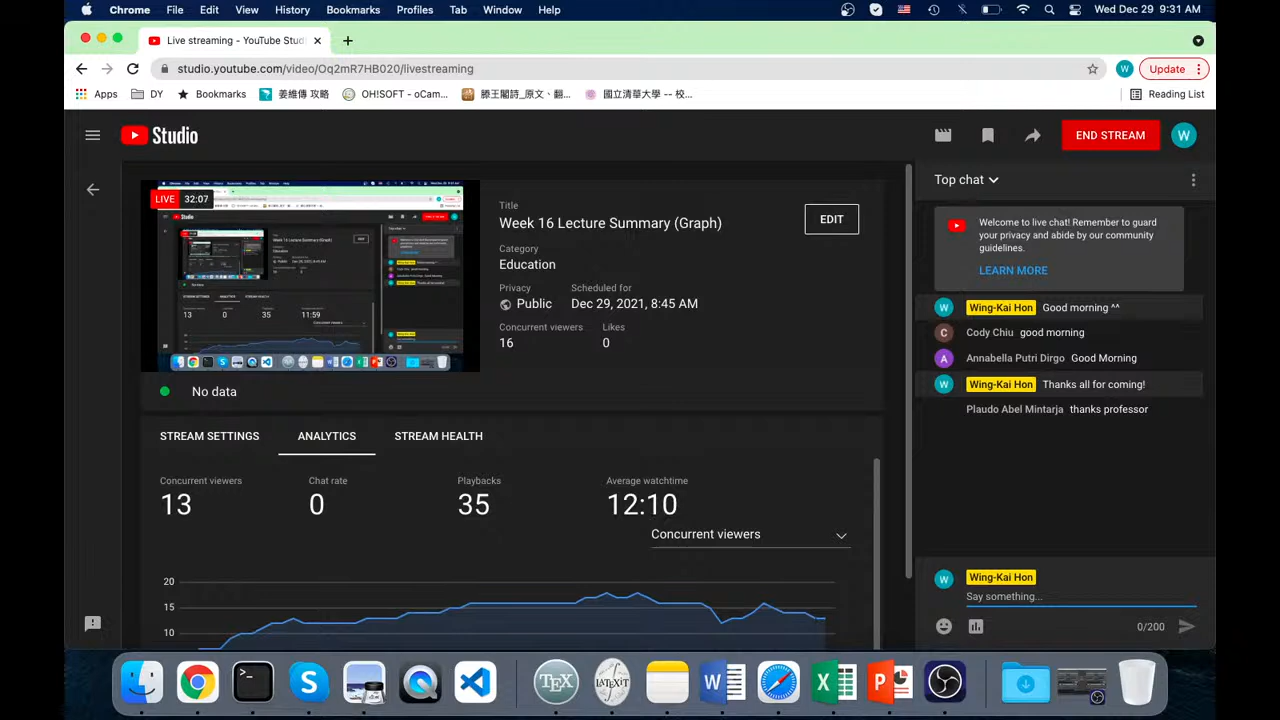 Chrome File Edit View History Bookmarks Profiles Tab Window Help Wed Dec 29 9:31 AM
Live streaming - YouTube Stud
studio.youtube.com/video/Oq2mR7HB020/livestreaming Update
Apps DY Bookmarks 姜維傳 攻略 OH!SOFT - oCam... 滕王閣詩_原文、翻... 國立清華大學 -- 校... Reading List
Studio END STREAM W
LIVE 32:07
Title
Week 16 Lecture Summary (Graph)
EDIT
Category
Education
Privacy Scheduled for
Public Dec 29, 2021, 8:45 AM
Concurrent viewers Likes
16 0
No data
STREAM SETTINGS ANALYTICS STREAM HEALTH
Concurrent viewers Chat rate Playbacks Average watchtime
13 0 35 12:10
Concurrent viewers
20
15
10
Top chat
Welcome to live chat! Remember to guard
your privacy and abide by our community
guidelines.
LEARN MORE
W Wing-Kai Hon Good morning ^^
C Cody Chiu good morning
A Annabella Putri Dirgo Good Morning
W Wing-Kai Hon Thanks all for coming!
Plaudo Abel Mintarja thanks professor
W Wing-Kai Hon
Say something...
0/200